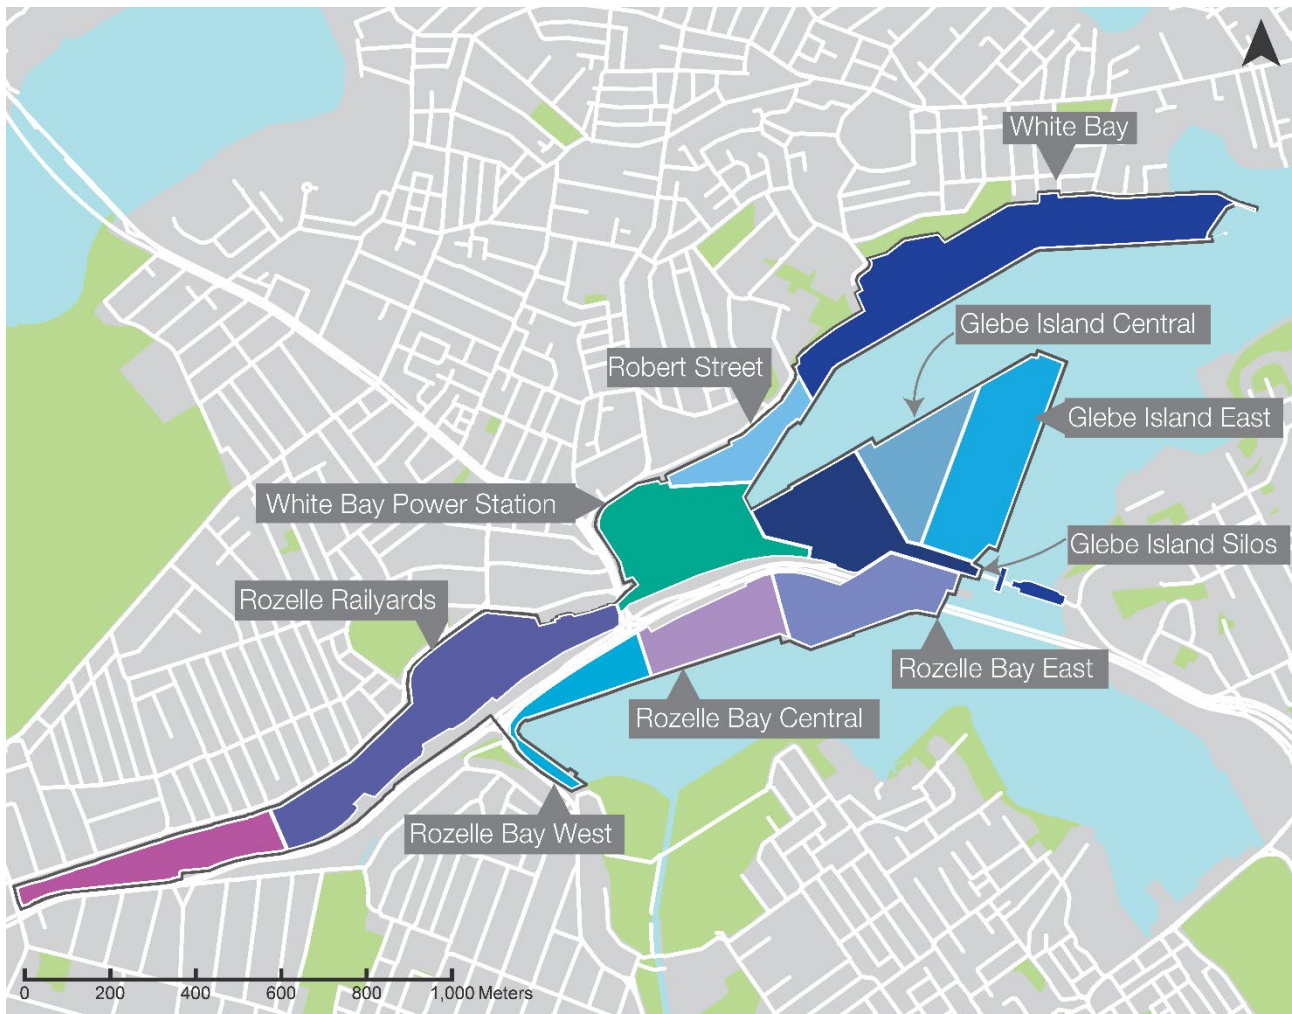 White Bay
Glebe Island Central
Robert Street
Glebe Island East
White Bay Power Station
Glebe Island Silos
Rozelle Railyards
Rozelle Bay East
Rozelle Bay Central
Rozelle Bay West
0 200 400 600 800 1,000 Meters